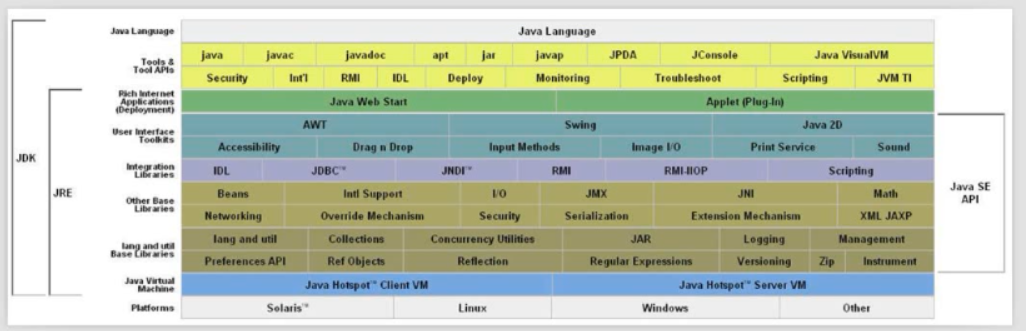 Java Language Java Language
java javac javadoc apt jar javap JPDA JConsole Java VisualVM
Tools &
Tool APIs
Security Int'l RMI IDL Deploy Monitoring Troubleshoot Scripting JVM TI
Rich Internet
Applications
(Deployment)
Java Web Start Applet (Plug-In)
User Interface
Toolkits
AWT Swing Java 2D
Accessibility Drag n Drop Input Methods Image I/O Print Service Sound
Integration
Libraries
IDL JDBC™ JNDI™ RMI RMI-IIOP Scripting
Other Base
Libraries
Beans Intl Support I/O JMX JNI Math
Networking Override Mechanism Security Serialization Extension Mechanism XML JAXP
lang and util
Base Libraries
lang and util Collections Concurrency Utilities JAR Logging Management
Preferences API Ref Objects Reflection Regular Expressions Versioning Zip Instrument
Java Virtual
Machine
Java Hotspot™ Client VM Java Hotspot™ Server VM
Platforms Solaris™ Linux Windows Other
JDK
JRE
Java SE
API